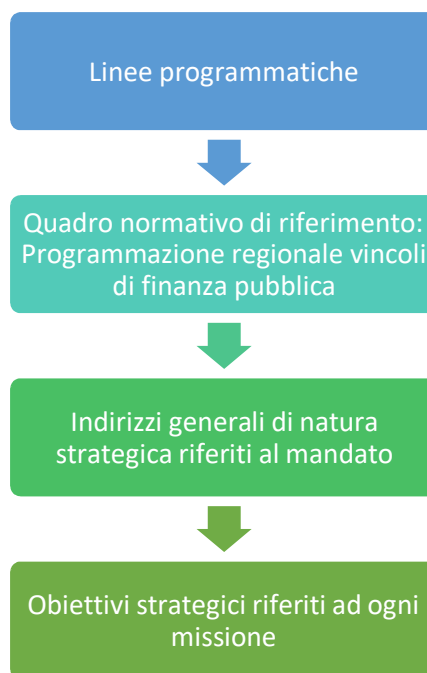 Linee programmatiche
Quadro normativo di riferimento:
Programmazione regionale vincoli
di finanza pubblica
Indirizzi generali di natura
strategica riferiti al mandato
Obiettivi strategici riferiti ad ogni
missione